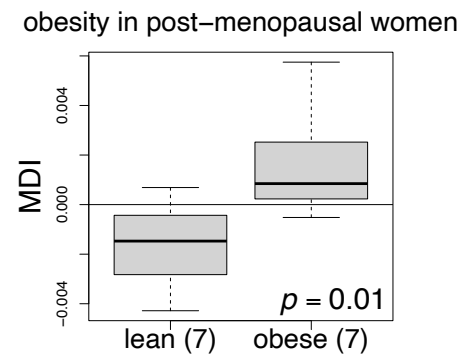 obesity in post−menopausal women
MDI
0.004
0.000
−0.004
p = 0.01
lean (7) obese (7)